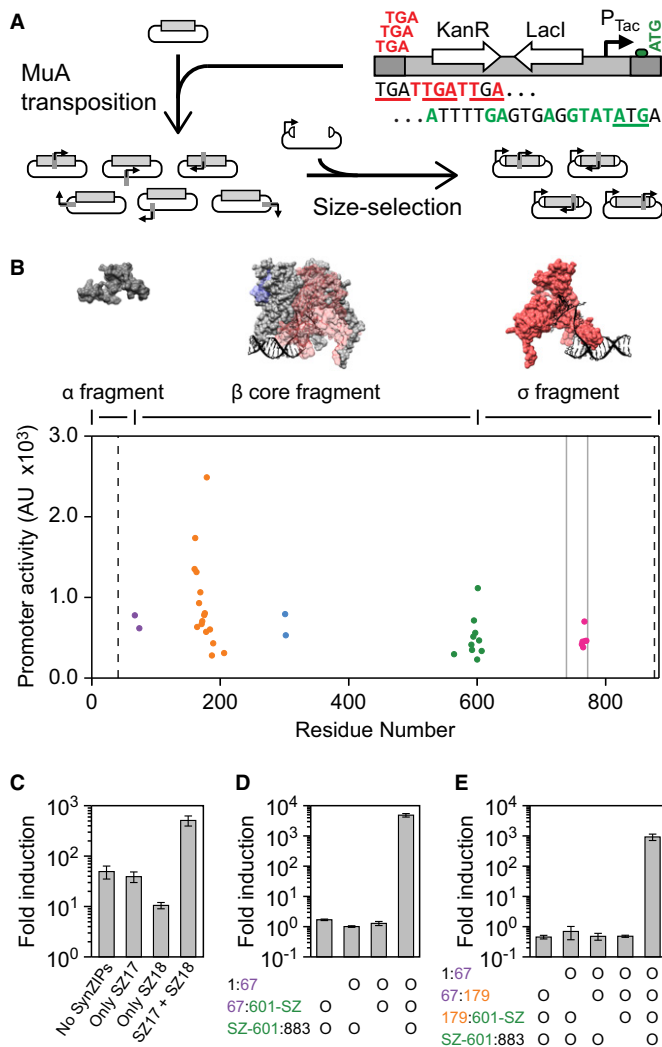 A
MuA
transposition
TGA
TGA
TGA
KanR
LacI
PTac
ATG
TGATTGATTGA...
...ATTTTGAGTGAGGTATATGA
Size-selection
B
α fragment
β core fragment
σ fragment
Promoter activity (AU x10³)
3.0
2.0
1.0
0.0
0
200
400
600
800
Residue Number
C
Fold induction
10³
10²
10¹
10⁰
No SynZIPs
Only SZ17
Only SZ18
SZ17 + SZ18
D
Fold induction
10⁴
10³
10²
10¹
10⁰
10⁻¹
1:67 O O O
67:601-SZ O O O
SZ-601:883 O O O
E
Fold induction
10⁴
10³
10²
10¹
10⁰
10⁻¹
1:67 O O O O
67:179 O O O O
179:601-SZ O O O O
SZ-601:883 O O O O